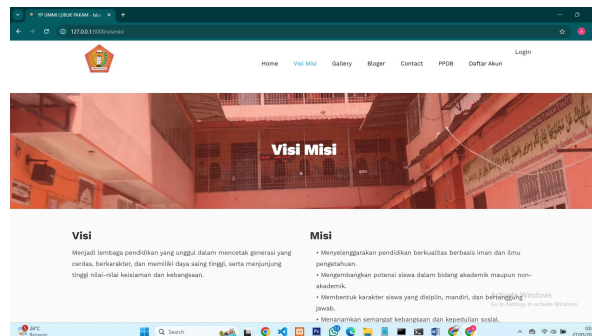 YP UMMI LUBUK PAKAM -
127.0.0.1:8000/visimisi
Home Visi Misi Gallery Bloger Contact PPDB Daftar Akun
Login
Visi Misi
Visi
Menjadi lembaga pendidikan yang unggul dalam mencetak generasi yang
cerdas, berkarakter, dan memiliki daya saing tinggi, serta menjunjung
tinggi nilai-nilai keislaman dan kebangsaan.
Misi
• Menyelenggarakan pendidikan berkualitas berbasis iman dan ilmu
pengetahuan.
• Mengembangkan potensi siswa dalam bidang akademik maupun non-
akademik.
• Membentuk karakter siswa yang disiplin, mandiri, dan bertanggung
jawab.
• Menanamkan semangat kebangsaan dan kepedulian sosial.
Activate Windows
Go to Settings to activate Windows.
26°C
Berawan
Search